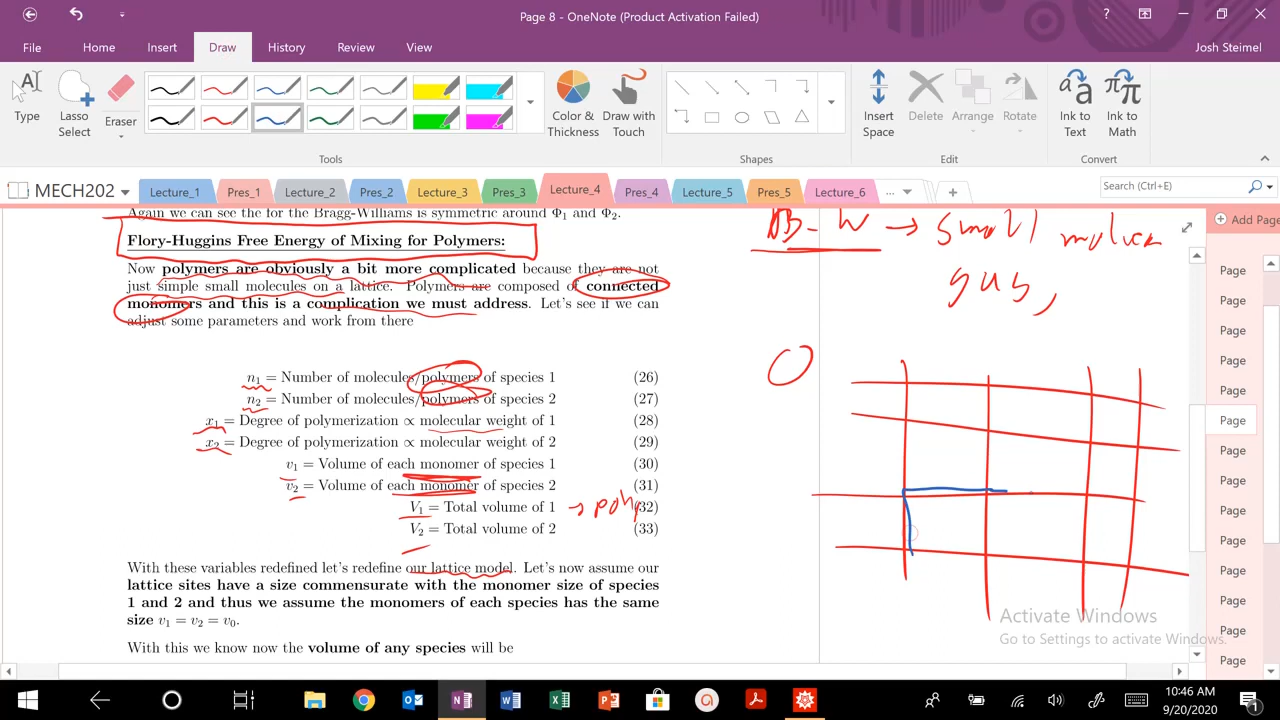 Page 8 - OneNote (Product Activation Failed)
Josh Steimel
File Home Insert Draw History Review View
Type
Lasso Select
Eraser
Color & Thickness
Draw with Touch
Insert Space
Delete
Arrange
Rotate
Ink to Text
Ink to Math
Tools Shapes Edit Convert
MECH202 Lecture_1 Pres_1 Lecture_2 Pres_2 Lecture_3 Pres_3 Lecture_4 Pres_4 Lecture_5 Pres_5 Lecture_6 ...
Search (Ctrl+E)
Add Page
Again we can see the for the Bragg-Williams is symmetric around Φ1 and Φ2.
Flory-Huggins Free Energy of Mixing for Polymers:
Now polymers are obviously a bit more complicated because they are not
just simple small molecules on a lattice. Polymers are composed of connected
monomers and this is a complication we must address. Let's see if we can
adjust some parameters and work from there
n1 = Number of molecules/polymers of species 1 (26)
n2 = Number of molecules/polymers of species 2 (27)
x1 = Degree of polymerization ∝ molecular weight of 1 (28)
x2 = Degree of polymerization ∝ molecular weight of 2 (29)
v1 = Volume of each monomer of species 1 (30)
v2 = Volume of each monomer of species 2 (31)
V1 = Total volume of 1 → poly (32)
V2 = Total volume of 2 (33)
With these variables redefined let's redefine our lattice model. Let's now assume our
lattice sites have a size commensurate with the monomer size of species
1 and 2 and thus we assume the monomers of each species has the same
size v1 = v2 = v0.
With this we know now the volume of any species will be
B-W → small
gas,
Page
Page
Page
Page
Page
Page
Page
Page
Page
Page
Page
Page
Page
Page
Activate Windows
Go to Settings to activate Windows.
10:46 AM
9/20/2020